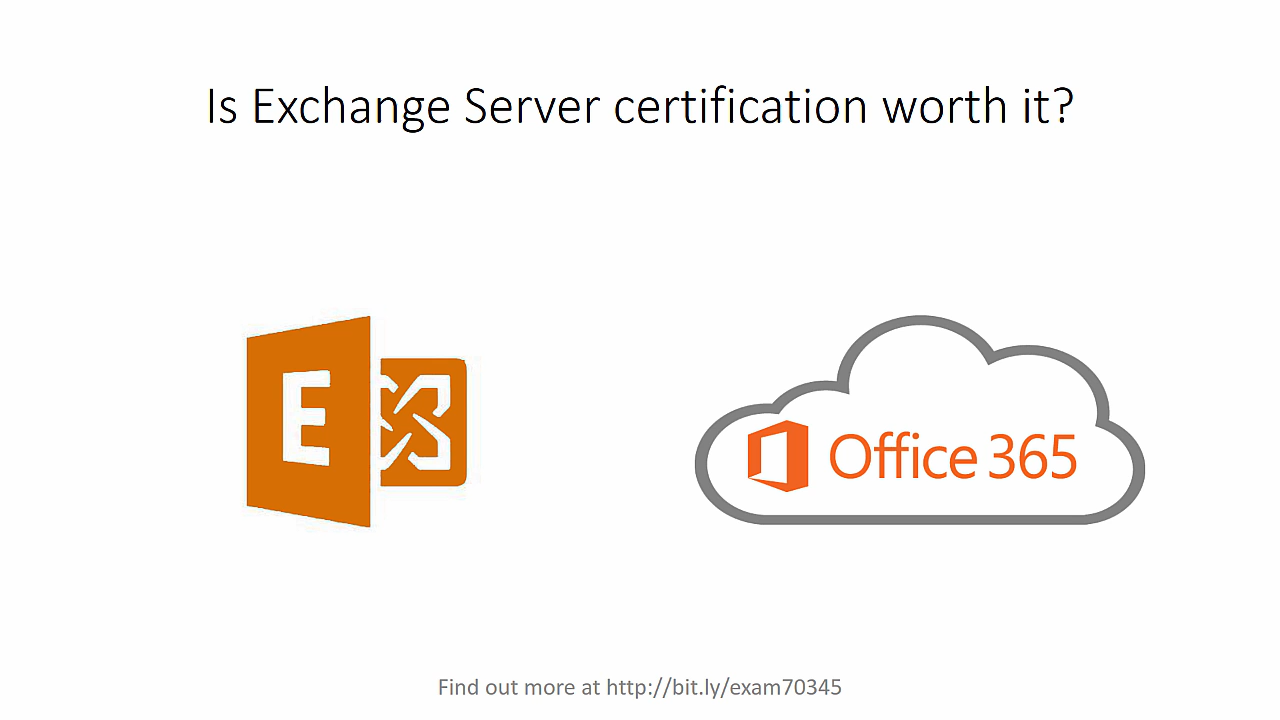 Is Exchange Server certification worth it?
E
Office 365
Find out more at http://bit.ly/exam70345